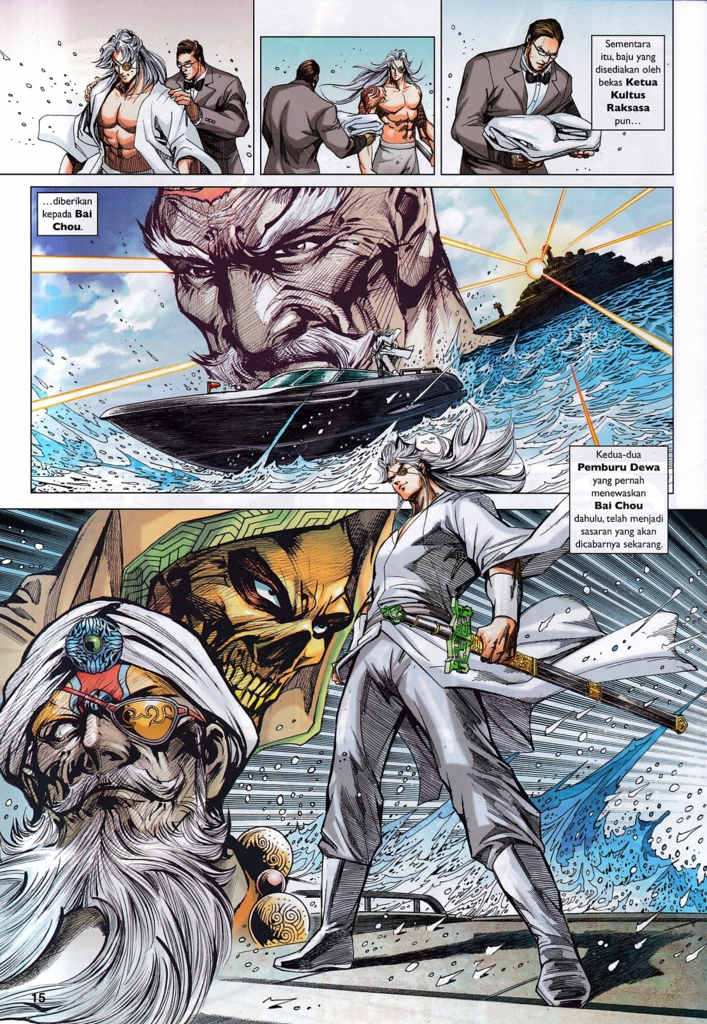 Sementara
itu, baju yang
disediakan oleh
bekas Ketua
Kultus
Raksasa
pun...
...diberikan
kepada Bai
Chou.
Kedua-dua
Pemburu Dewa
yang pernah
menewaskan
Bai Chou
dahulu, telah menjadi
sasaran yang akan
dicabarnya sekarang.
15